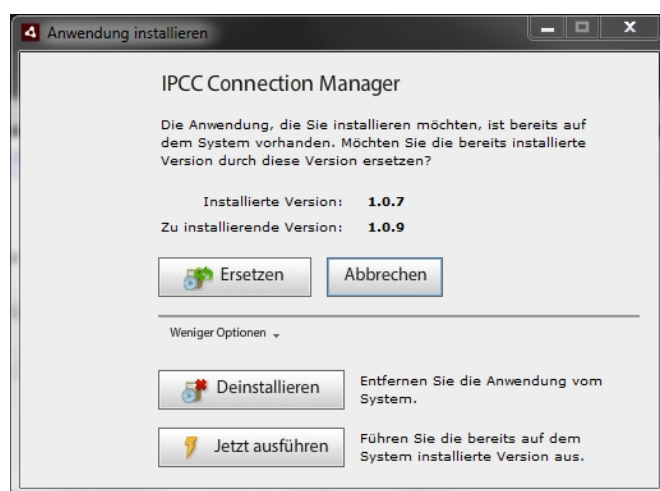 Anwendung installieren
IPCC Connection Manager
Die Anwendung, die Sie installieren möchten, ist bereits auf
dem System vorhanden. Möchten Sie die bereits installierte
Version durch diese Version ersetzen?
Installierte Version: 1.0.7
Zu installierende Version: 1.0.9
Ersetzen Abbrechen
Weniger Optionen
Deinstallieren
Entfernen Sie die Anwendung vom
System.
Jetzt ausführen
Führen Sie die bereits auf dem
System installierte Version aus.